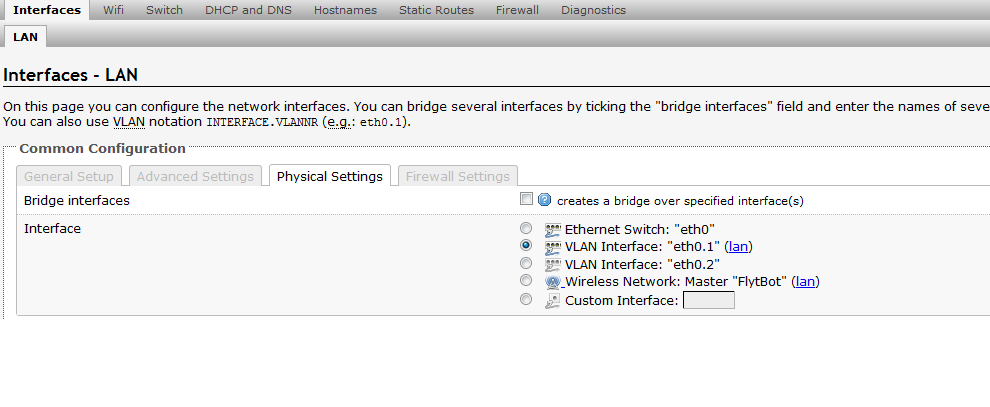 Interfaces Wifi Switch DHCP and DNS Hostnames Static Routes Firewall Diagnostics
LAN
Interfaces - LAN
On this page you can configure the network interfaces. You can bridge several interfaces by ticking the "bridge interfaces" field and enter the names of seve
You can also use VLAN notation INTERFACE.VLANNR (e.g.: eth0.1).
Common Configuration
General Setup Advanced Settings Physical Settings Firewall Settings
Bridge interfaces creates a bridge over specified interface(s)
Interface Ethernet Switch: "eth0"
VLAN Interface: "eth0.1" (lan)
VLAN Interface: "eth0.2"
Wireless Network: Master "FlytBot" (lan)
Custom Interface: